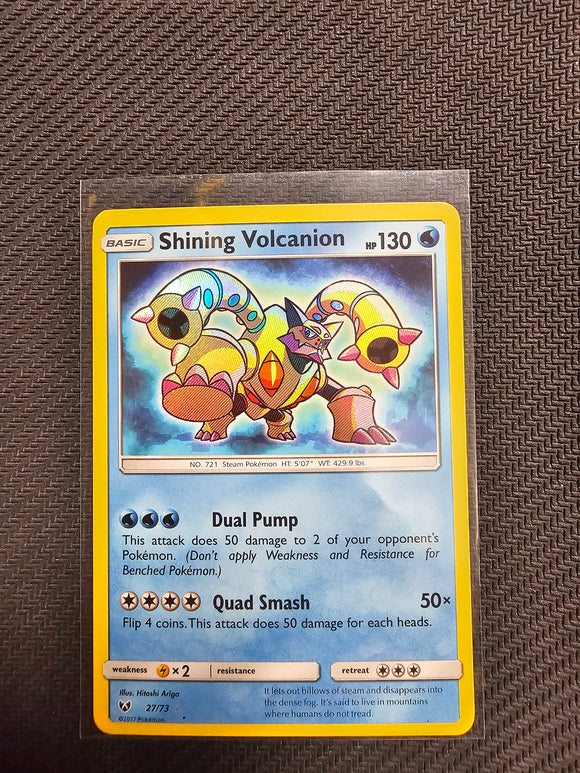 BASIC Shining Volcanion HP 130
NO. 721 Steam Pokémon HT: 5'07" WT: 429.9 lbs.
Dual Pump
This attack does 50 damage to 2 of your opponent's
Pokémon. (Don't apply Weakness and Resistance for
Benched Pokémon.)
Quad Smash 50×
Flip 4 coins. This attack does 50 damage for each heads.
weakness ×2 resistance retreat
Illus. Hitoshi Ariga
27/73
©2017 Pokémon
It lets out billows of steam and disappears into
the dense fog. It's said to live in mountains
where humans do not tread.